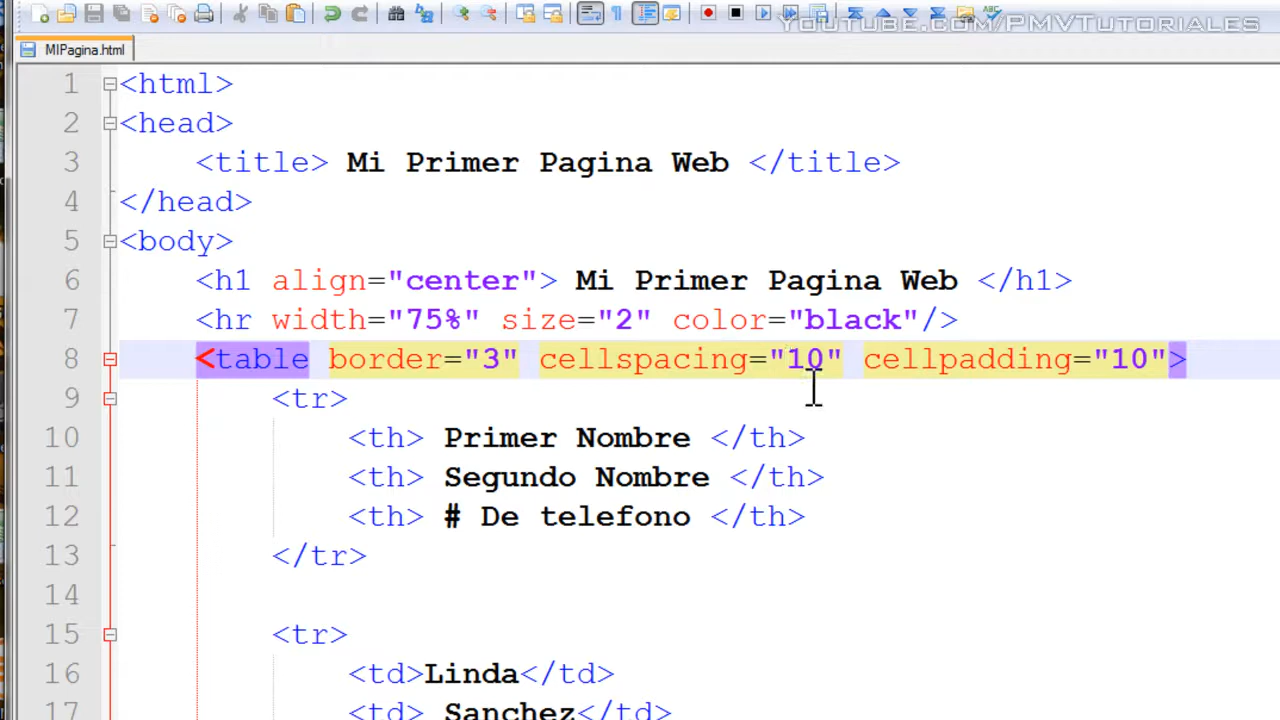 YOUTUBE.COM/PMVTUTORIALES
MIPagina.html
1 <html>
2 <head>
3 <title> Mi Primer Pagina Web </title>
4 </head>
5 <body>
6 <h1 align="center"> Mi Primer Pagina Web </h1>
7 <hr width="75%" size="2" color="black"/>
8 <table border="3" cellspacing="10" cellpadding="10">
9 <tr>
10 <th> Primer Nombre </th>
11 <th> Segundo Nombre </th>
12 <th> # De telefono </th>
13 </tr>
14
15 <tr>
16 <td>Linda</td>
17 <td> Sanchez</td>